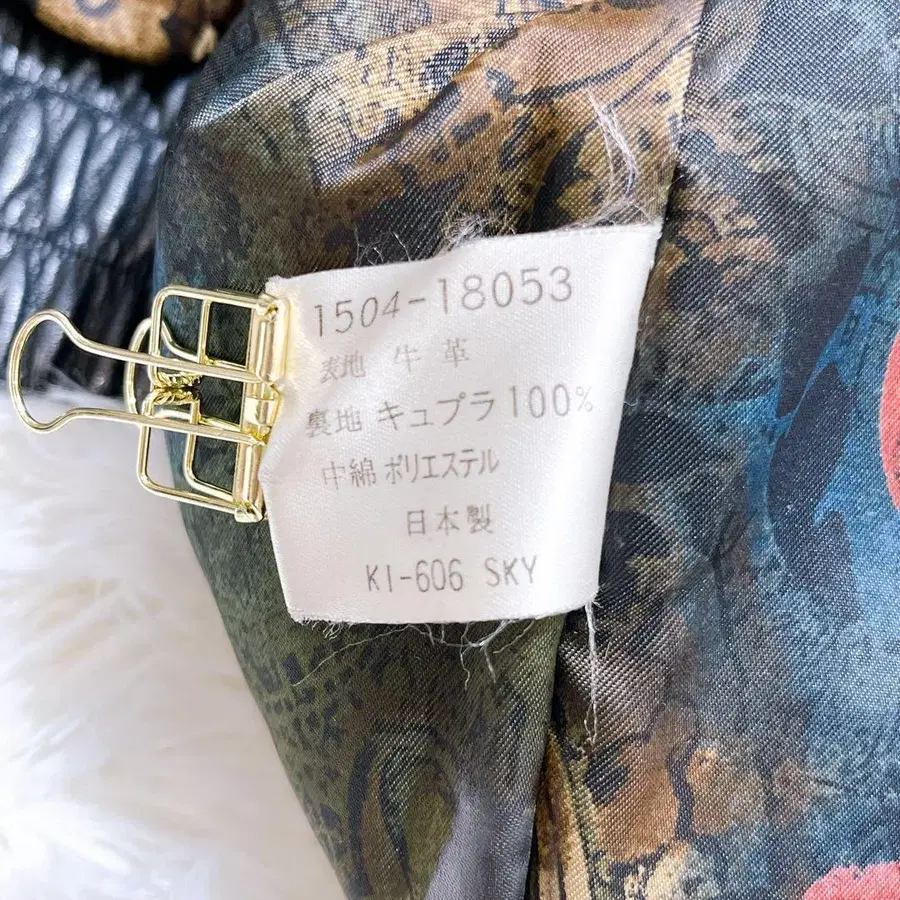 1504-18053
表地 牛革
裏地 キュプラ100%
中綿 ポリエステル
日本製
KI-606 SKY